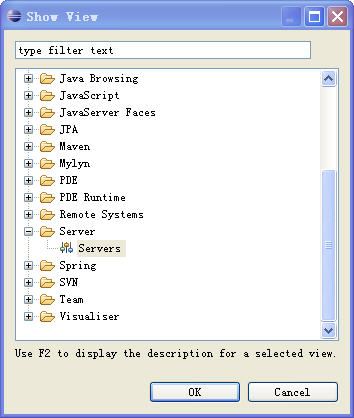 Show View
type filter text
Java Browsing
JavaScript
JavaServer Faces
JPA
Maven
Mylyn
PDE
PDE Runtime
Remote Systems
Server
Servers
Spring
SVN
Team
Visualiser
Use F2 to display the description for a selected view.
OK
Cancel